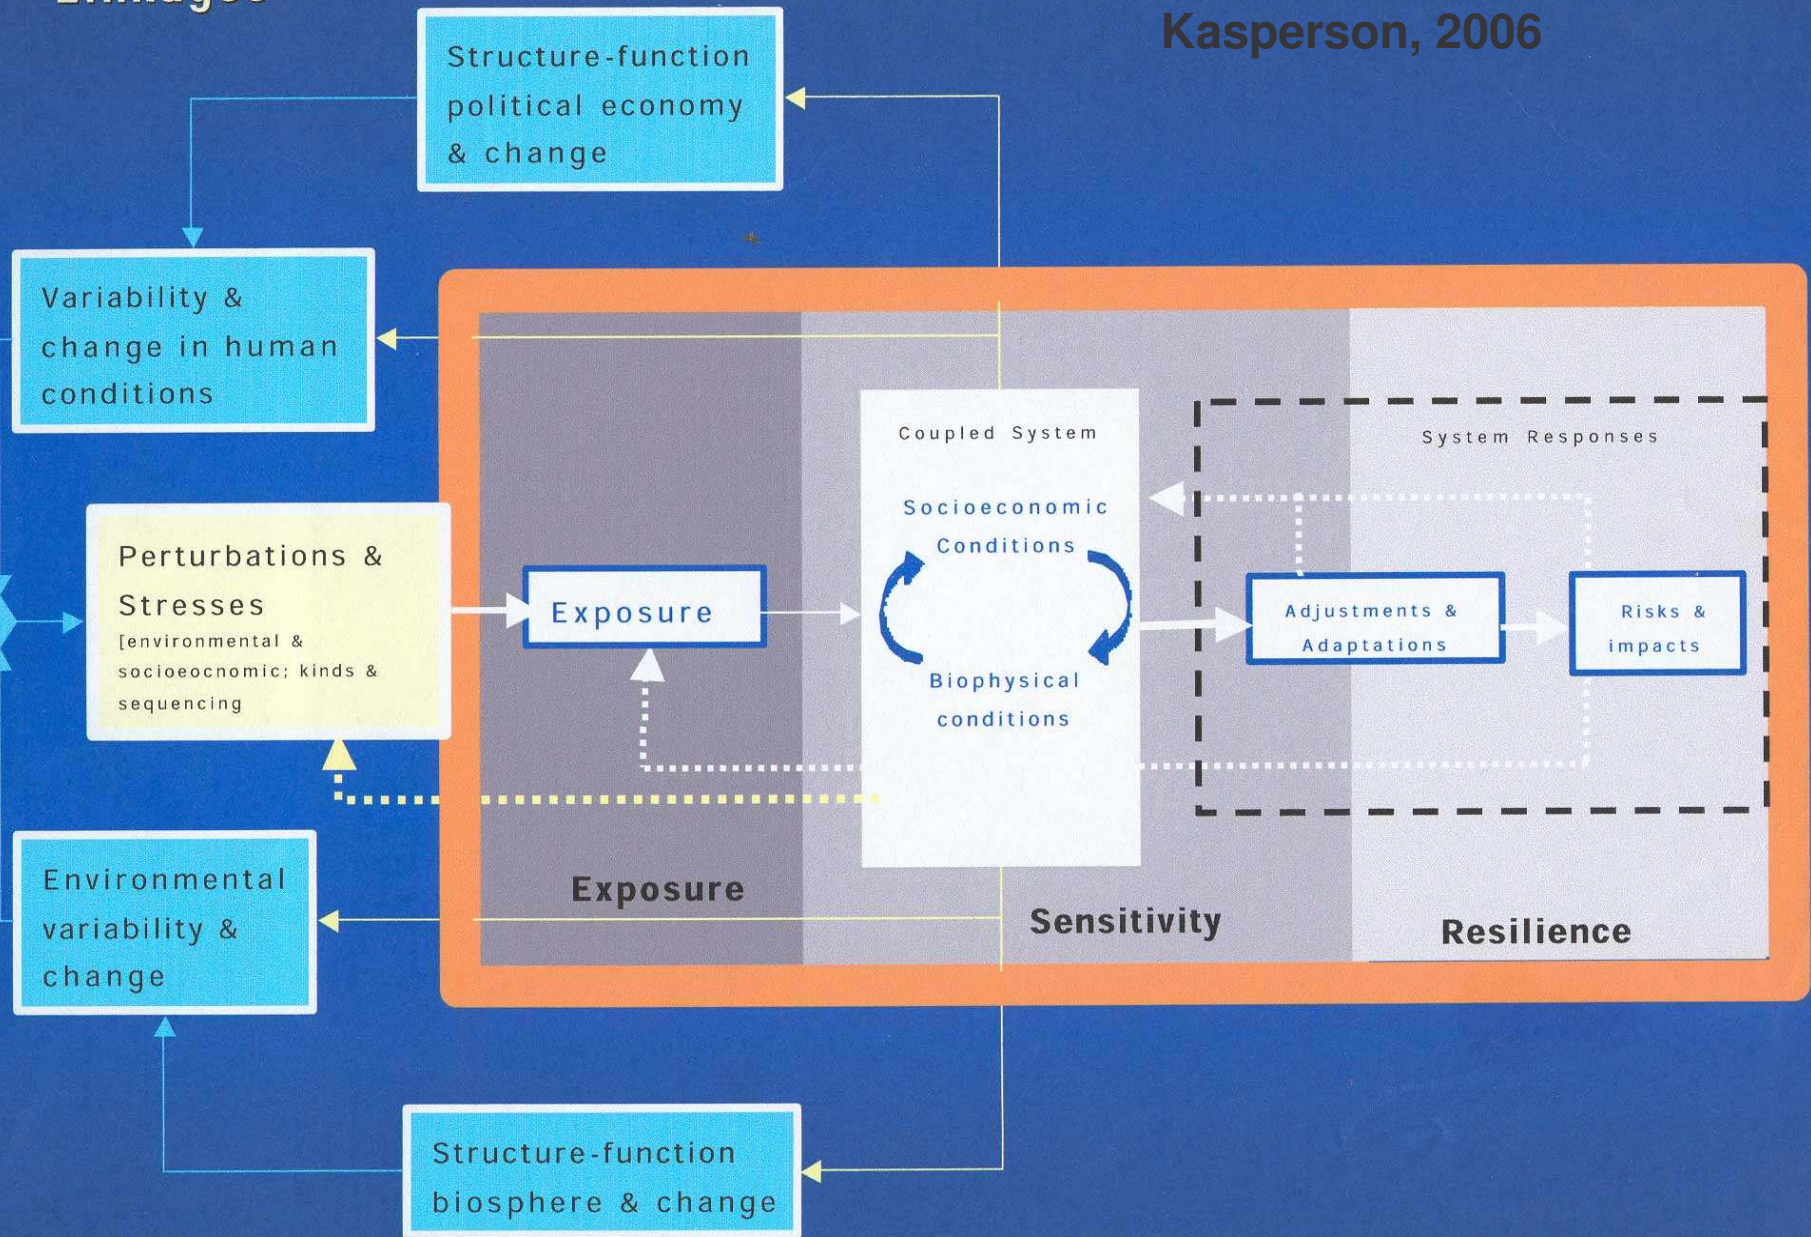 Linkages
Kasperson, 2006
Structure-function
political economy
& change
Variability &
change in human
conditions
Perturbations &
Stresses
[environmental &
socioeocnomic; kinds &
sequencing
Exposure
Coupled System
Socioeconomic
Conditions
Biophysical
conditions
System Responses
Adjustments &
Adaptations
Risks &
impacts
Exposure
Sensitivity
Resilience
Environmental
variability &
change
Structure-function
biosphere & change